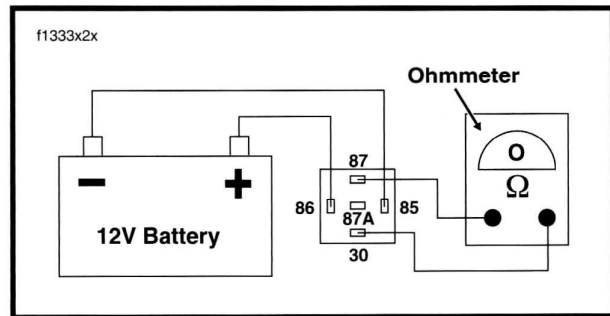 f1333x2x
Ohmmeter
O
Ω
87
86
87A
85
30
12V Battery
− +